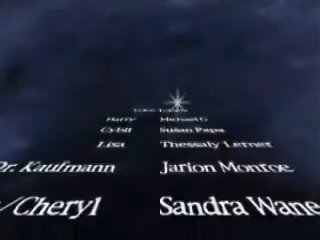 Harry Michael G
Cybil Susan Papa
Lisa Thessaly Lerner
Dr. Kaufmann Jarion Monroe
/Cheryl Sandra Wane